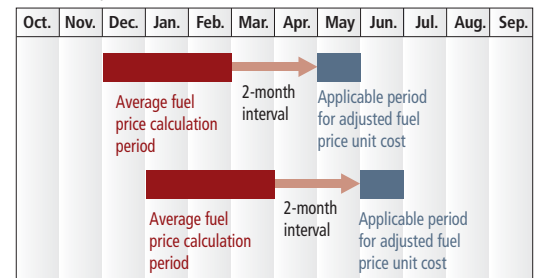 Oct. Nov. Dec. Jan. Feb. Mar. Apr. May Jun. Jul. Aug. Sep.
Average fuel
price calculation
period
2-month
interval
Applicable period
for adjusted fuel
price unit cost
Average fuel
price calculation
period
2-month
interval
Applicable period
for adjusted fuel
price unit cost